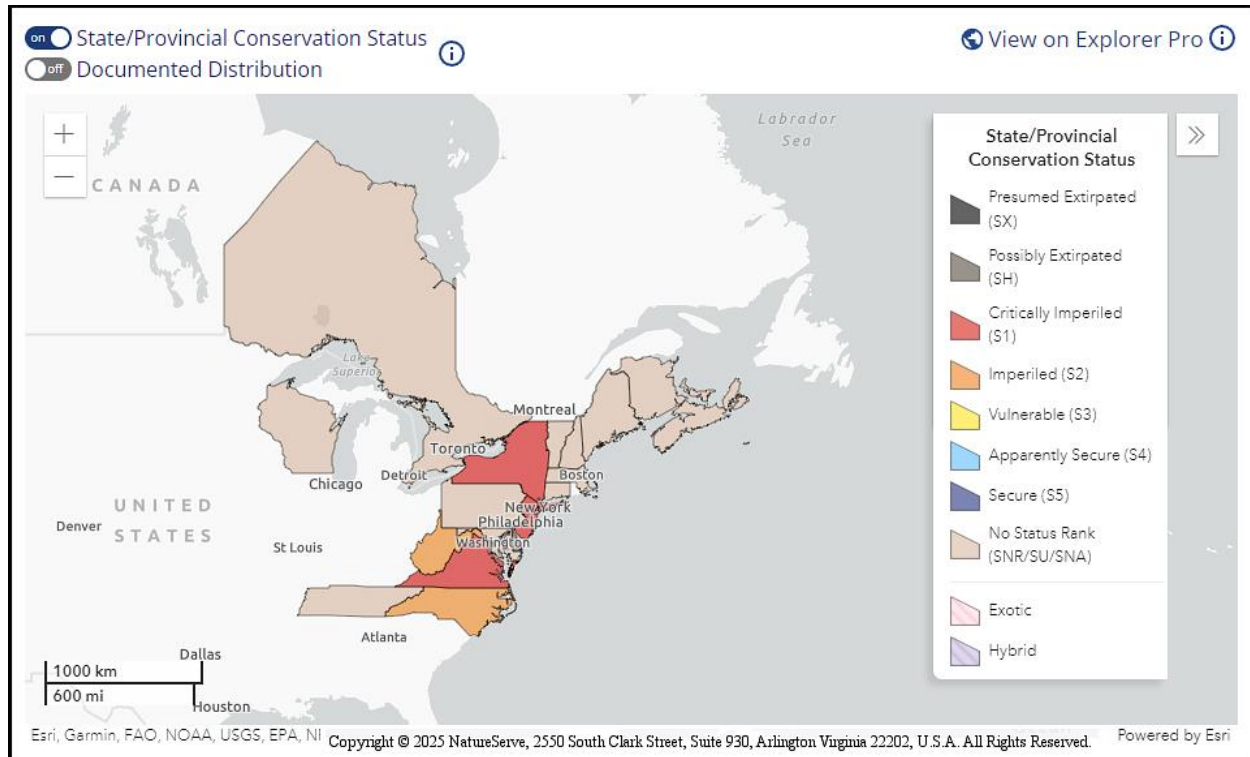 on State/Provincial Conservation Status
off Documented Distribution
View on Explorer Pro
Labrador
Sea
CANADA
Lake
Superior
Montreal
Toronto
Detroit
Boston
Chicago
New York
Philadelphia
UNITED
STATES
Denver
St Louis
Washington
Atlanta
Dallas
Houston
1000 km
600 mi
State/Provincial
Conservation Status
Presumed Extirpated
(SX)
Possibly Extirpated
(SH)
Critically Imperiled
(S1)
Imperiled (S2)
Vulnerable (S3)
Apparently Secure (S4)
Secure (S5)
No Status Rank
(SNR/SU/SNA)
Exotic
Hybrid
Esri, Garmin, FAO, NOAA, USGS, EPA, Copyright © 2025 NatureServe, 2550 South Clark Street, Suite 930, Arlington Virginia 22202, U.S.A. All Rights Reserved. Powered by Esri